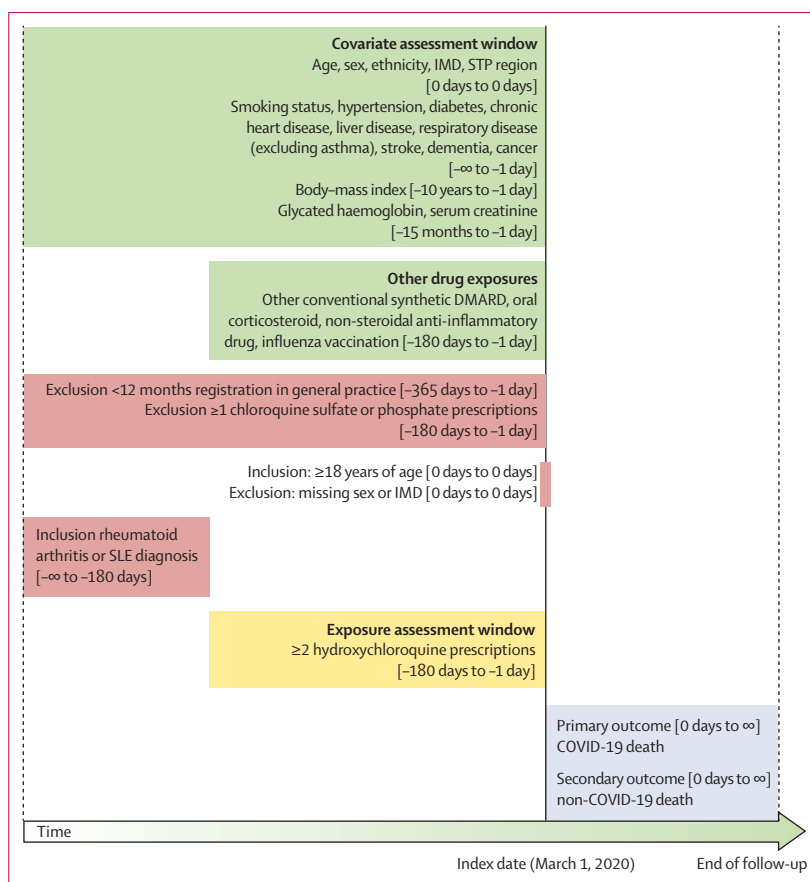 Covariate assessment window
Age, sex, ethnicity, IMD, STP region
[0 days to 0 days]
Smoking status, hypertension, diabetes, chronic
heart disease, liver disease, respiratory disease
(excluding asthma), stroke, dementia, cancer
[–∞ to –1 day]
Body–mass index [–10 years to –1 day]
Glycated haemoglobin, serum creatinine
[–15 months to –1 day]
Other drug exposures
Other conventional synthetic DMARD, oral
corticosteroid, non-steroidal anti-inflammatory
drug, influenza vaccination [–180 days to –1 day]
Exclusion <12 months registration in general practice [–365 days to –1 day]
Exclusion ≥1 chloroquine sulfate or phosphate prescriptions
[–180 days to –1 day]
Inclusion: ≥18 years of age [0 days to 0 days]
Exclusion: missing sex or IMD [0 days to 0 days]
Inclusion rheumatoid
arthritis or SLE diagnosis
[–∞ to –180 days]
Exposure assessment window
≥2 hydroxychloroquine prescriptions
[–180 days to –1 day]
Primary outcome [0 days to ∞]
COVID-19 death
Secondary outcome [0 days to ∞]
non-COVID-19 death
Time
Index date (March 1, 2020)
End of follow-up